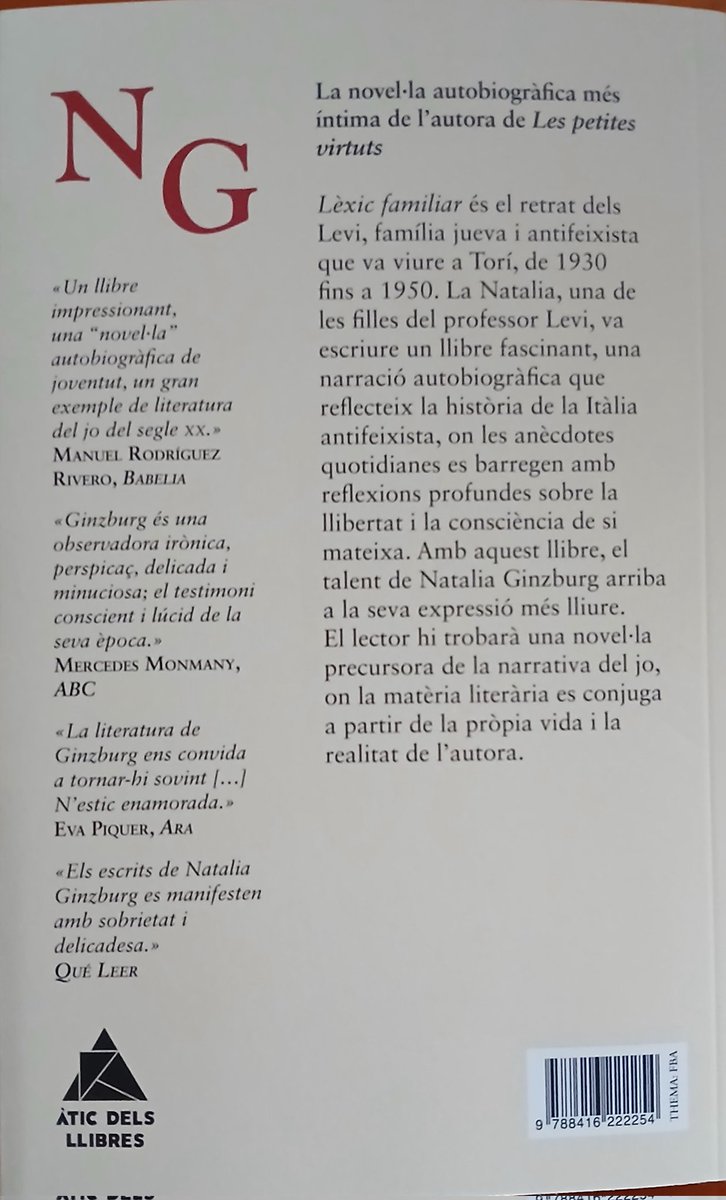 N
G
«Un llibre
impressionant,
una “novel·la”
autobiogràfica de
joventut, un gran
exemple de literatura
del jo del segle XX.»
MANUEL RODRÍGUEZ
RIVERO, BABELIA
«Ginzburg és una
observadora irònica,
perspicaç, delicada i
minuciosa; el testimoni
conscient i lúcid de la
seva època.»
MERCEDES MONMANY,
ABC
«La literatura de
Ginzburg ens convida
a tornar-hi sovint [...]
N’estic enamorada.»
EVA PIQUER, ARA
«Els escrits de Natalia
Ginzburg es manifesten
amb sobrietat i
delicadesa.»
QUÉ LEER
ÀTIC DELS
LLIBRES
La novel·la autobiogràfica més
íntima de l’autora de Les petites
virtuts
Lèxic familiar és el retrat dels
Levi, família jueva i antifeixista
que va viure a Torí, de 1930
fins a 1950. La Natalia, una de
les filles del professor Levi, va
escriure un llibre fascinant, una
narració autobiogràfica que
reflecteix la història de la Itàlia
antifeixista, on les anècdotes
quotidianes es barregen amb
reflexions profundes sobre la
llibertat i la consciència de si
mateixa. Amb aquest llibre, el
talent de Natalia Ginzburg arriba
a la seva expressió més lliure.
El lector hi trobarà una novel·la
precursora de la narrativa del jo,
on la matèria literària es conjuga
a partir de la pròpia vida i la
realitat de l’autora.
9 788416 222254
THEMA: FBA
ÀTIC DELS
9 788416 222254